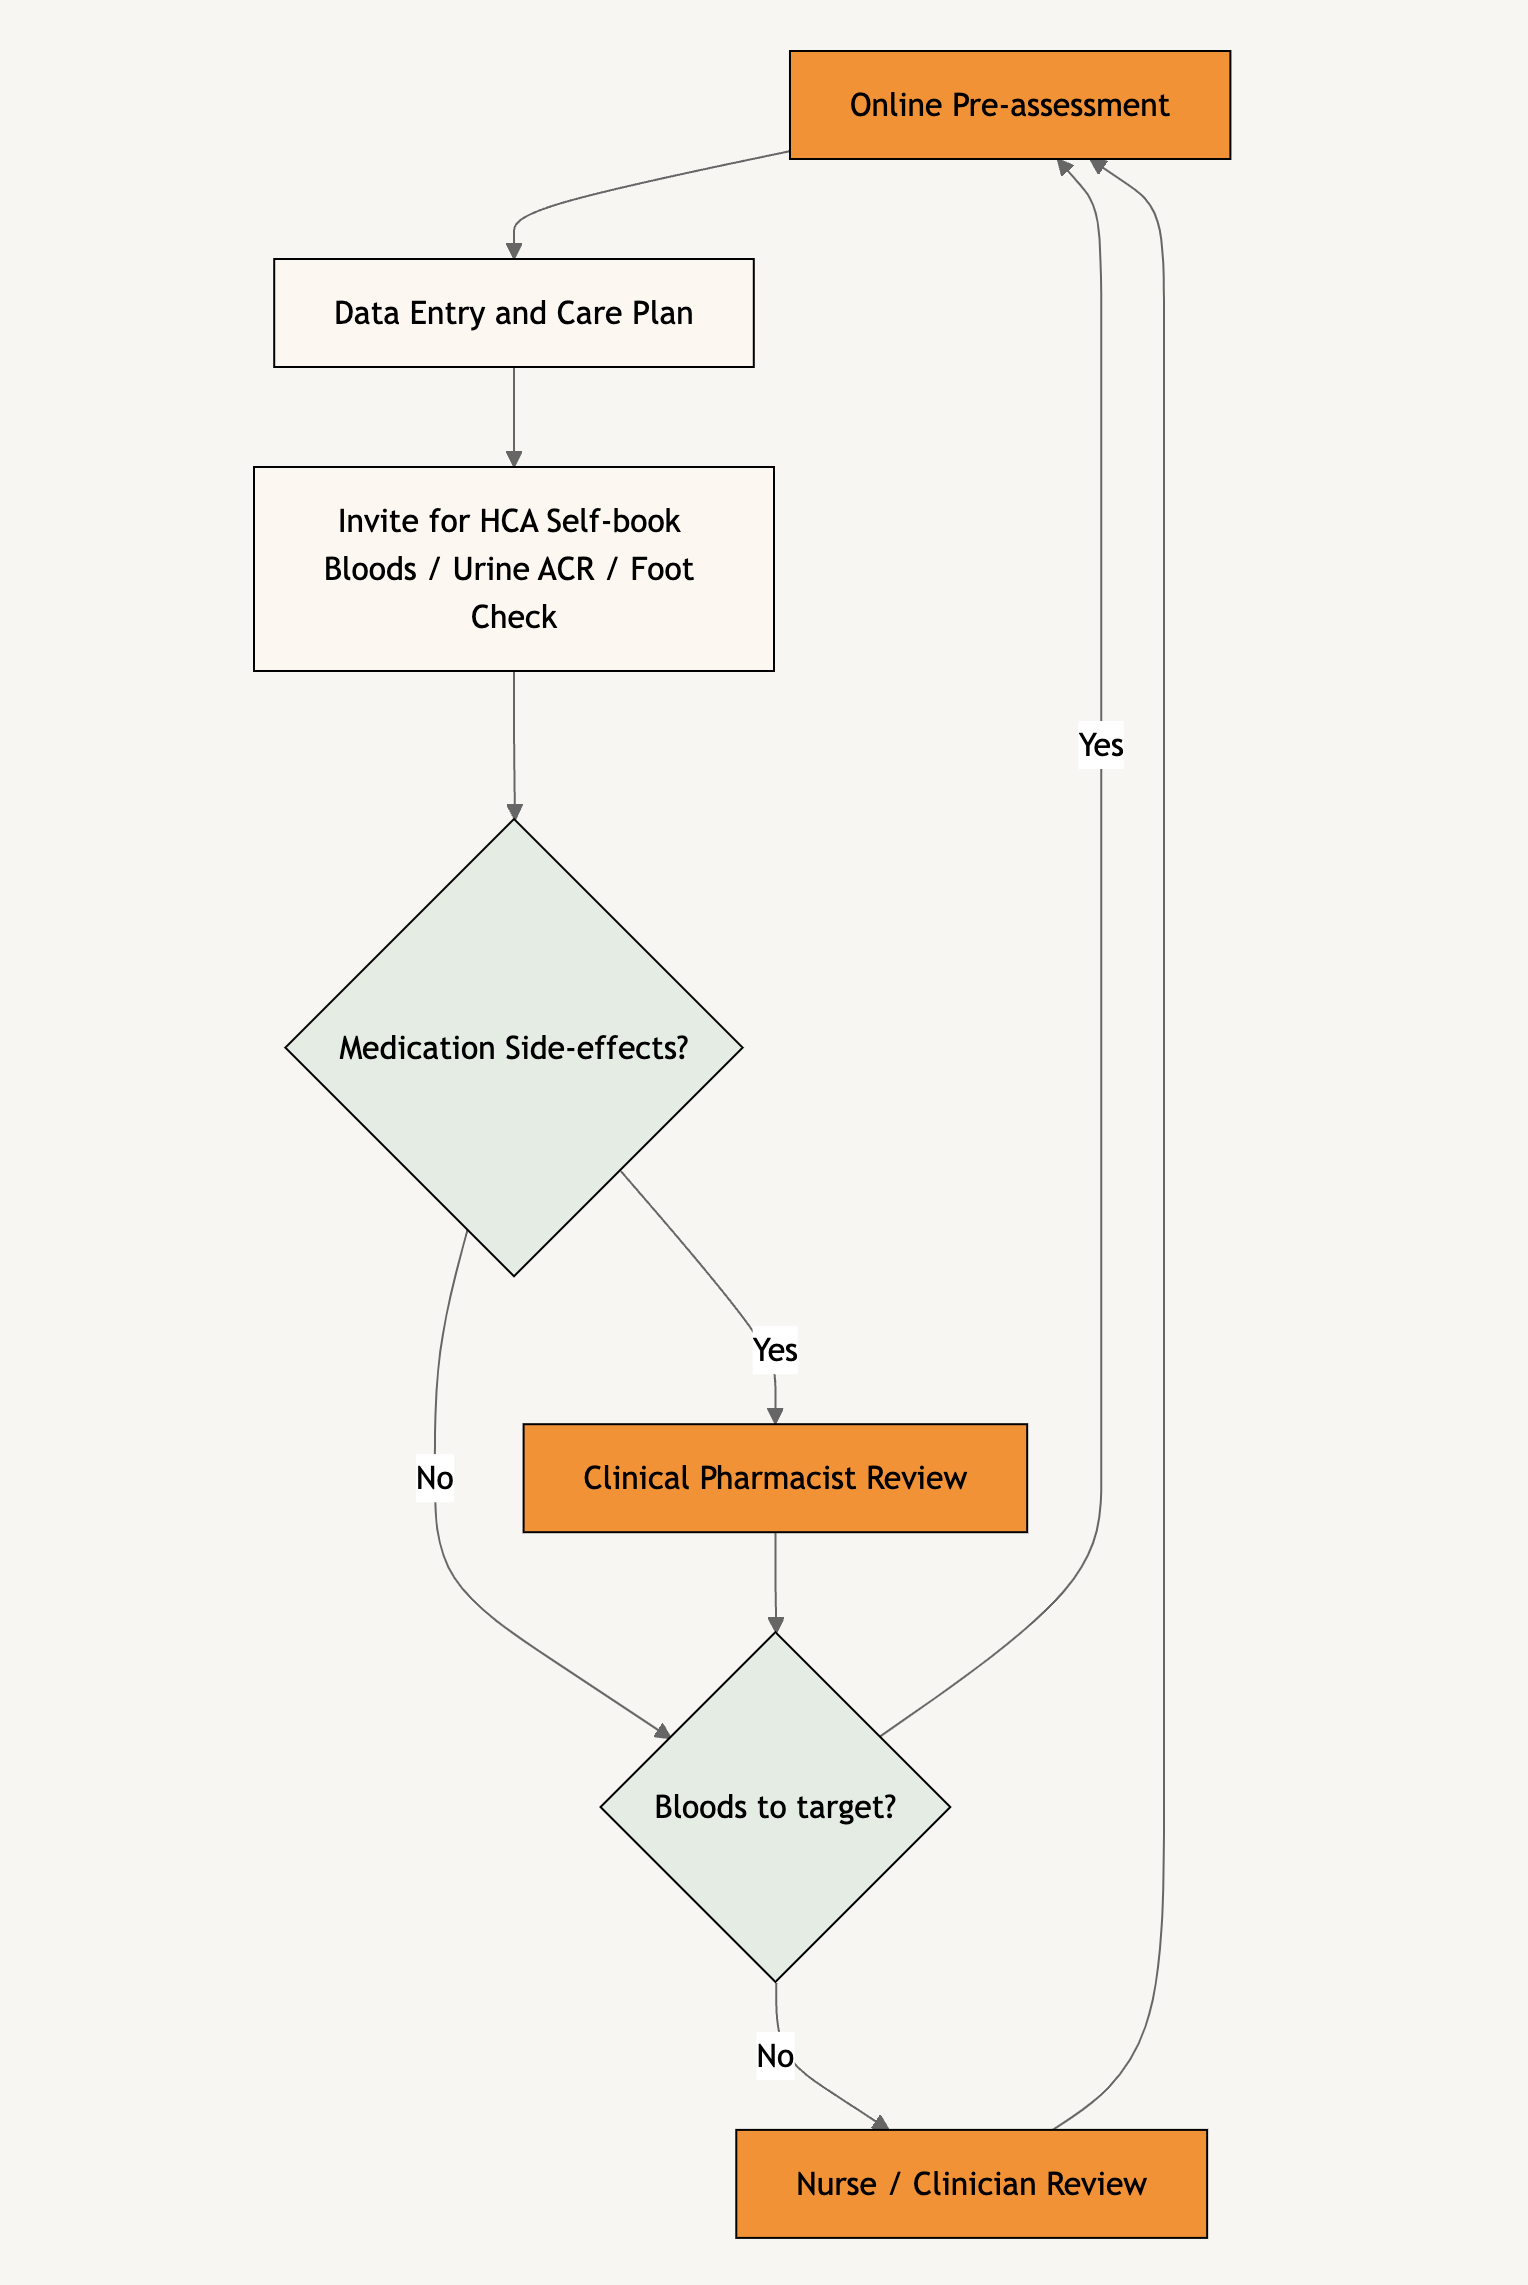 Online Pre-assessment
Data Entry and Care Plan
Invite for HCA Self-book
Bloods / Urine ACR / Foot
Check
Yes
Medication Side-effects?
Yes
No
Clinical Pharmacist Review
Bloods to target?
No
Nurse / Clinician Review